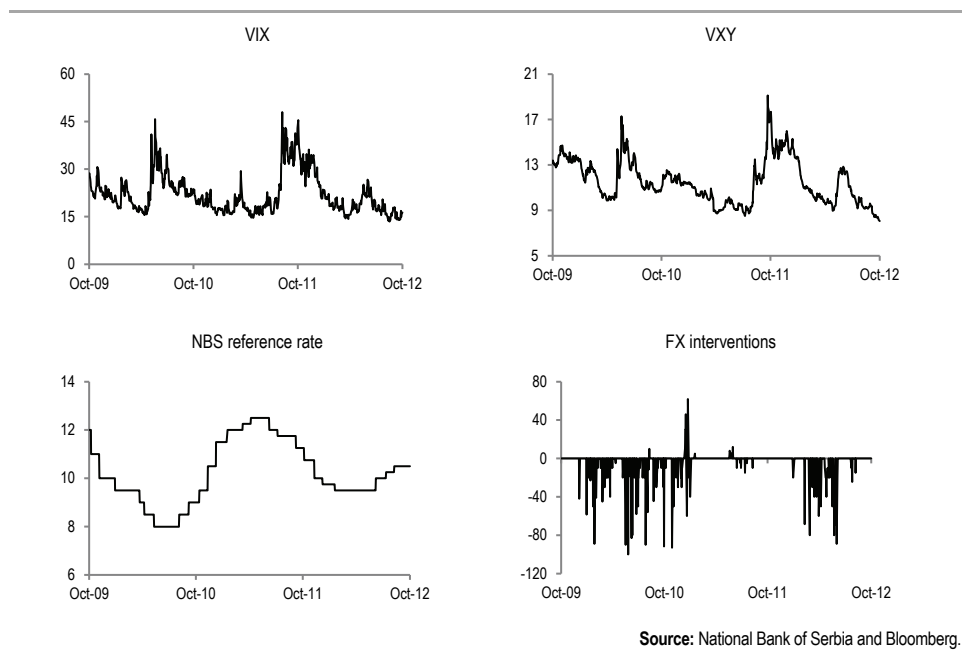 VIX
60
45
30
15
0
Oct-09 Oct-10 Oct-11 Oct-12
VXY
21
17
13
9
5
Oct-09 Oct-10 Oct-11 Oct-12
NBS reference rate
14
12
10
8
6
Oct-09 Oct-10 Oct-11 Oct-12
FX interventions
80
40
0
-40
-80
-120
Oct-09 Oct-10 Oct-11 Oct-12
Source: National Bank of Serbia and Bloomberg.